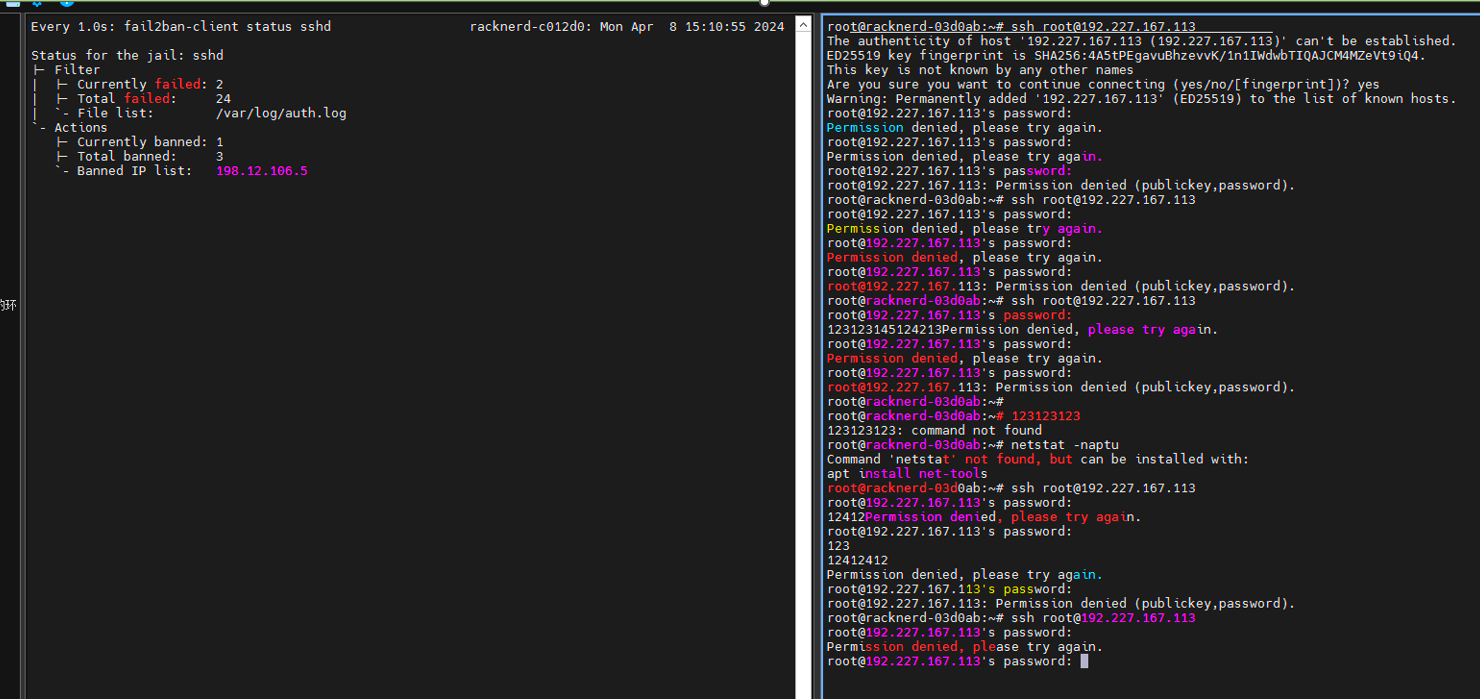 Every 1.0s: fail2ban-client status sshd racknerd-c012d0: Mon Apr 8 15:10:55 2024
Status for the jail: sshd
|- Filter
| |- Currently failed: 2
| |- Total failed: 24
| `- File list: /var/log/auth.log
`- Actions
|- Currently banned: 1
|- Total banned: 3
`- Banned IP list: 198.12.106.5
的环
root@racknerd-03d0ab:~# ssh root@192.227.167.113
The authenticity of host '192.227.167.113 (192.227.167.113)' can't be established.
ED25519 key fingerprint is SHA256:4A5tPEgavuBhzevvK/1n1IWdwbTIQAJCM4MZeVt9iQ4.
This key is not known by any other names
Are you sure you want to continue connecting (yes/no/[fingerprint])? yes
Warning: Permanently added '192.227.167.113' (ED25519) to the list of known hosts.
root@192.227.167.113's password:
Permission denied, please try again.
root@192.227.167.113's password:
Permission denied, please try again.
root@192.227.167.113's password:
root@192.227.167.113: Permission denied (publickey,password).
root@racknerd-03d0ab:~# ssh root@192.227.167.113
root@192.227.167.113's password:
Permission denied, please try again.
root@192.227.167.113's password:
Permission denied, please try again.
root@192.227.167.113's password:
root@192.227.167.113: Permission denied (publickey,password).
root@racknerd-03d0ab:~# ssh root@192.227.167.113
root@192.227.167.113's password:
123123145124213Permission denied, please try again.
root@192.227.167.113's password:
Permission denied, please try again.
root@192.227.167.113's password:
root@192.227.167.113: Permission denied (publickey,password).
root@racknerd-03d0ab:~#
root@racknerd-03d0ab:~# 123123123
123123123: command not found
root@racknerd-03d0ab:~# netstat -naptu
Command 'netstat' not found, but can be installed with:
apt install net-tools
root@racknerd-03d0ab:~# ssh root@192.227.167.113
root@192.227.167.113's password:
12412Permission denied, please try again.
root@192.227.167.113's password:
123
12412412
Permission denied, please try again.
root@192.227.167.113's password:
root@192.227.167.113: Permission denied (publickey,password).
root@racknerd-03d0ab:~# ssh root@192.227.167.113
root@192.227.167.113's password:
Permission denied, please try again.
root@192.227.167.113's password: